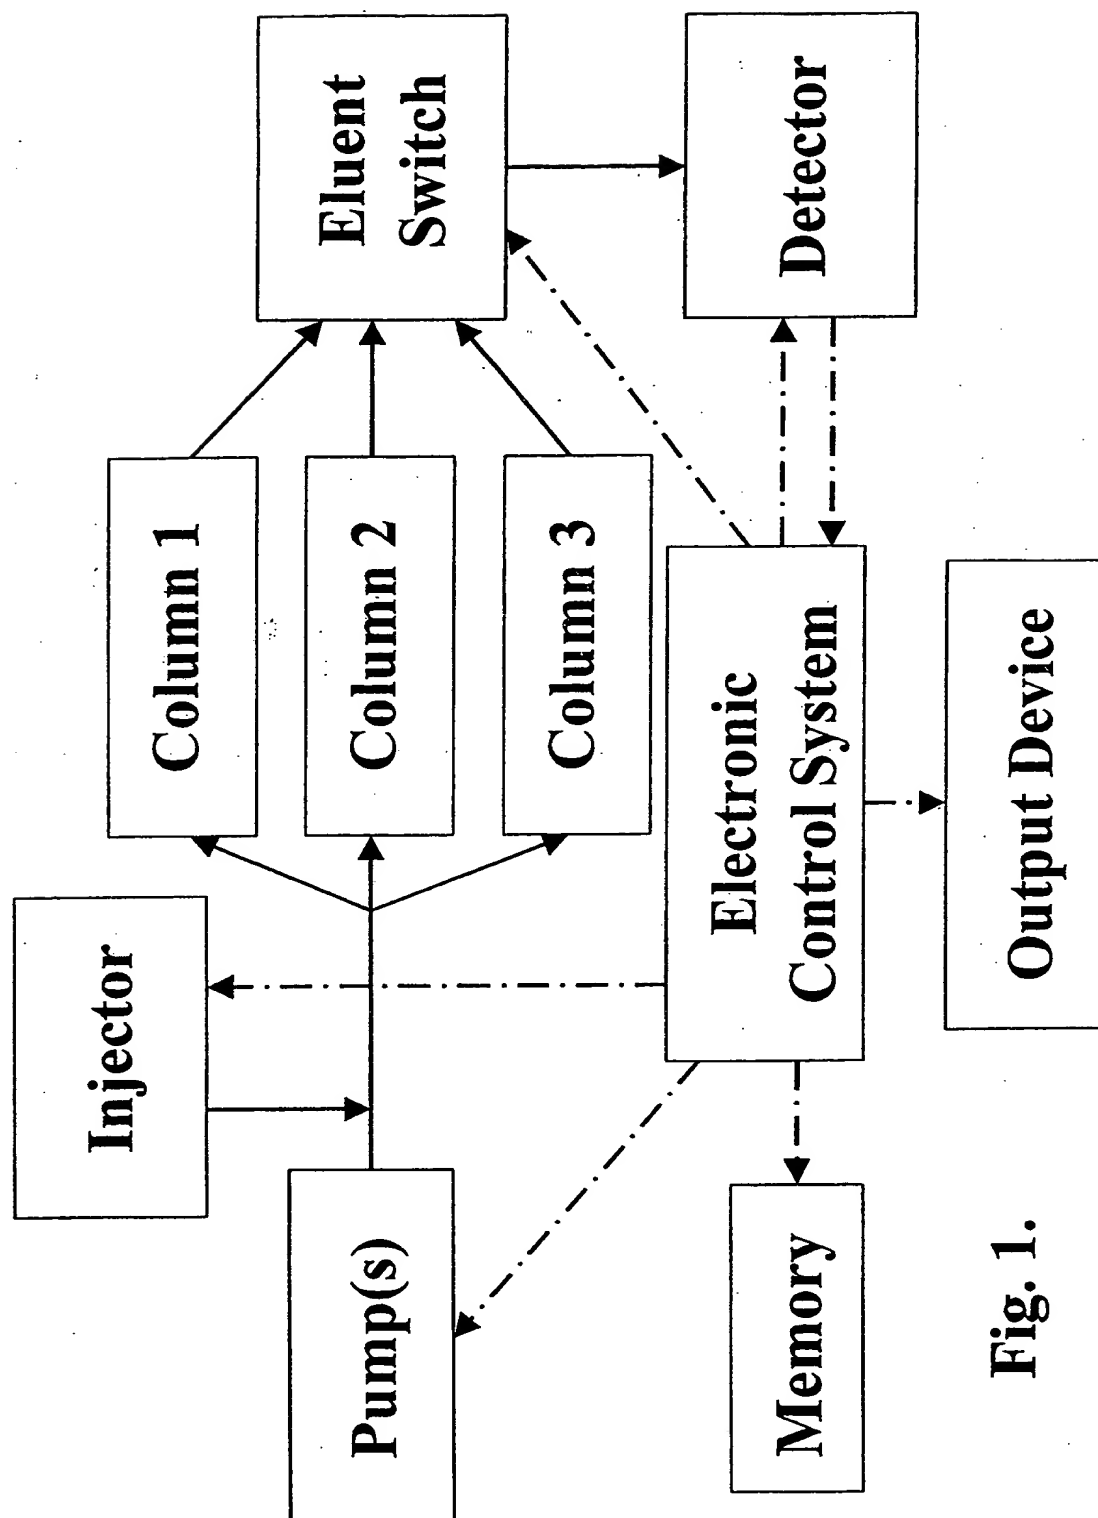 Injector
Pump(s)
Column 1
Column 2
Column 3
Eluent
Switch
Electronic
Control System
Detector
Memory
Output Device
Fig. 1.